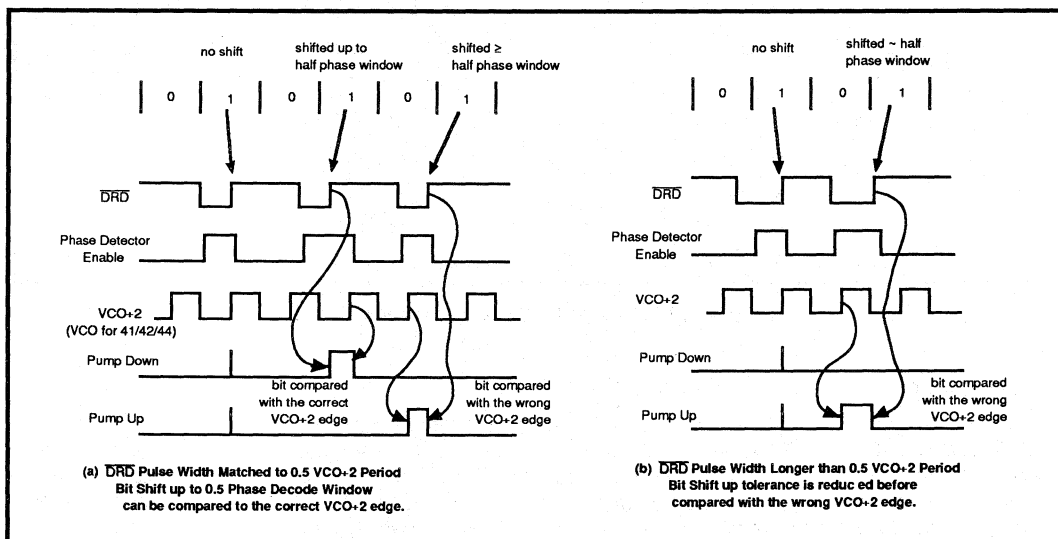 no shift
shifted up to
half phase window
shifted ≥
half phase window
0 1 0 1 0 1
DRD
Phase Detector
Enable
VCO+2
(VCO for 41/42/44)
Pump Down
bit compared
with the correct
VCO+2 edge
bit compared
with the wrong
VCO+2 edge
Pump Up
(a) DRD Pulse Width Matched to 0.5 VCO+2 Period
Bit Shift up to 0.5 Phase Decode Window
can be compared to the correct VCO+2 edge.
no shift
shifted ~ half
phase window
0 1 0 1
DRD
Phase Detector
Enable
VCO+2
Pump Down
bit compared
with the wrong
VCO+2 edge
Pump Up
(b) DRD Pulse Width Longer than 0.5 VCO+2 Period
Bit Shift up tolerance is reduc ed before
compared with the wrong VCO+2 edge.